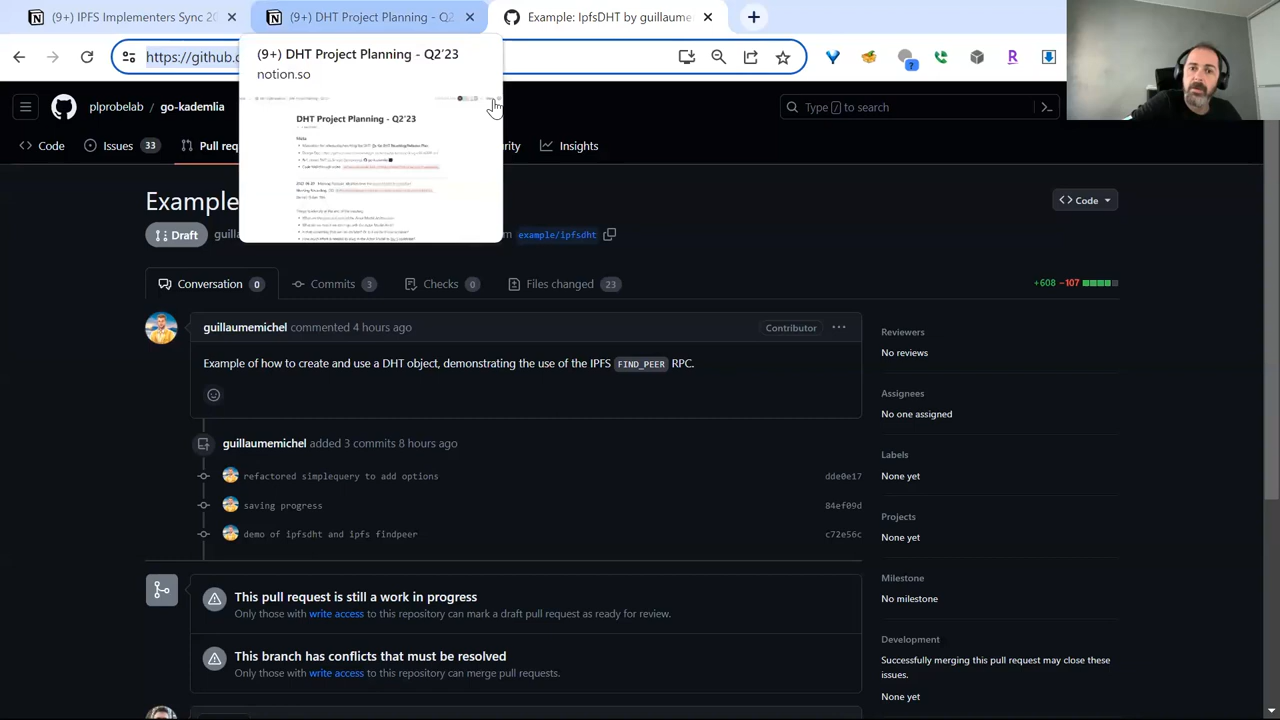 (9+) IPFS Implementers Sync 20
(9+) DHT Project Planning - Q2'
Example: IpfsDHT by guillaume
https://github.c
(9+) DHT Project Planning - Q2'23
notion.so
DHT Project Planning - Q2'23
plprobelab / go-kademlia
Type / to search
Pull req
rity
Insights
Example
Code
Draft
guilla
m example/ipfsdht
Conversation 0
Commits 3
Checks 0
Files changed 23
+608 −107
guillaumemichel commented 4 hours ago
Contributor
Example of how to create and use a DHT object, demonstrating the use of the IPFS FIND_PEER RPC.
guillaumemichel added 3 commits 8 hours ago
refactored simplequery to add options
dde0e17
saving progress
84ef09d
demo of ipfsdht and ipfs findpeer
c72e56c
This pull request is still a work in progress
Only those with write access to this repository can mark a draft pull request as ready for review.
This branch has conflicts that must be resolved
Only those with write access to this repository can merge pull requests.
Reviewers
No reviews
Assignees
No one assigned
Labels
None yet
Projects
None yet
Milestone
No milestone
Development
Successfully merging this pull request may close these
issues.
None yet